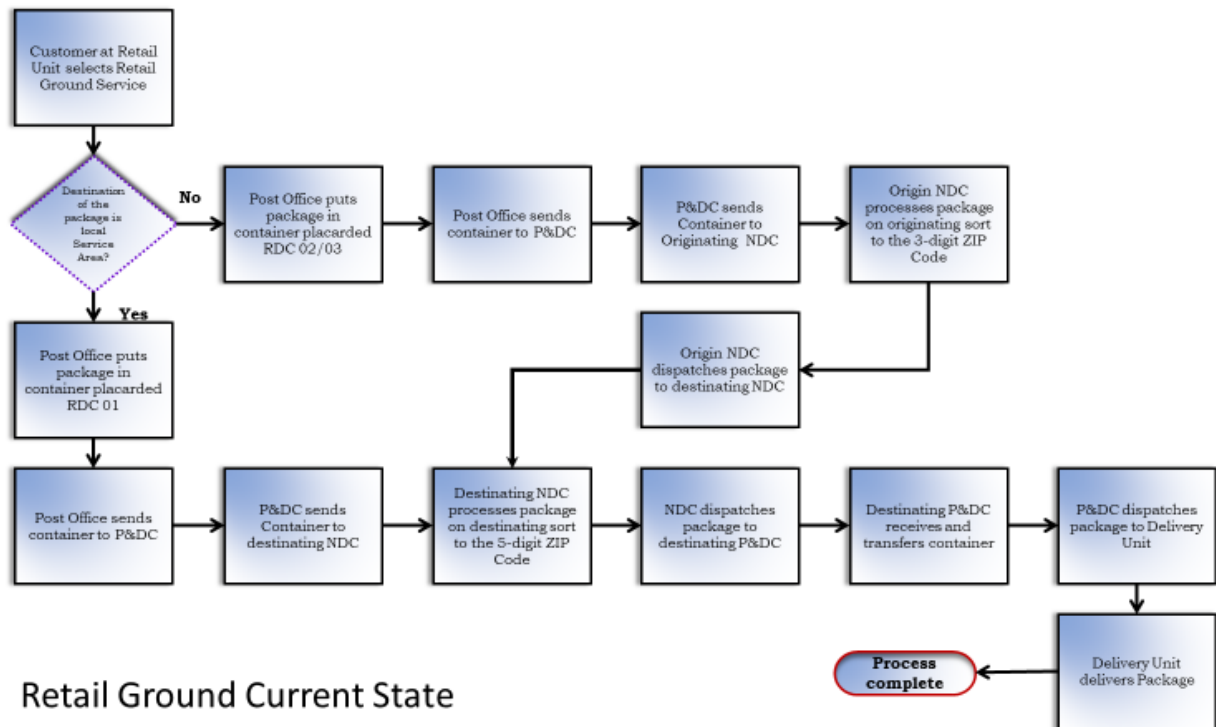 Customer at Retail
Unit selects Retail
Ground Service
Destination
of the
package is
local
Service
Area?
No
Post Office puts
package in
container placarded
RDC 02/03
Post Office sends
container to P&DC
P&DC sends
Container to
Originating NDC
Origin NDC
processes package
on originating sort
to the 3-digit ZIP
Code
Yes
Post Office puts
package in
container placarded
RDC 01
Origin NDC
dispatches package
to destinating NDC
Post Office sends
container to P&DC
P&DC sends
Container to
destinating NDC
Destinating NDC
processes package
on destinating sort
to the 5-digit ZIP
Code
NDC dispatches
package to
destinating P&DC
Destinating P&DC
receives and
transfers container
P&DC dispatches
package to Delivery
Unit
Delivery Unit
delivers Package
Process
complete
Retail Ground Current State